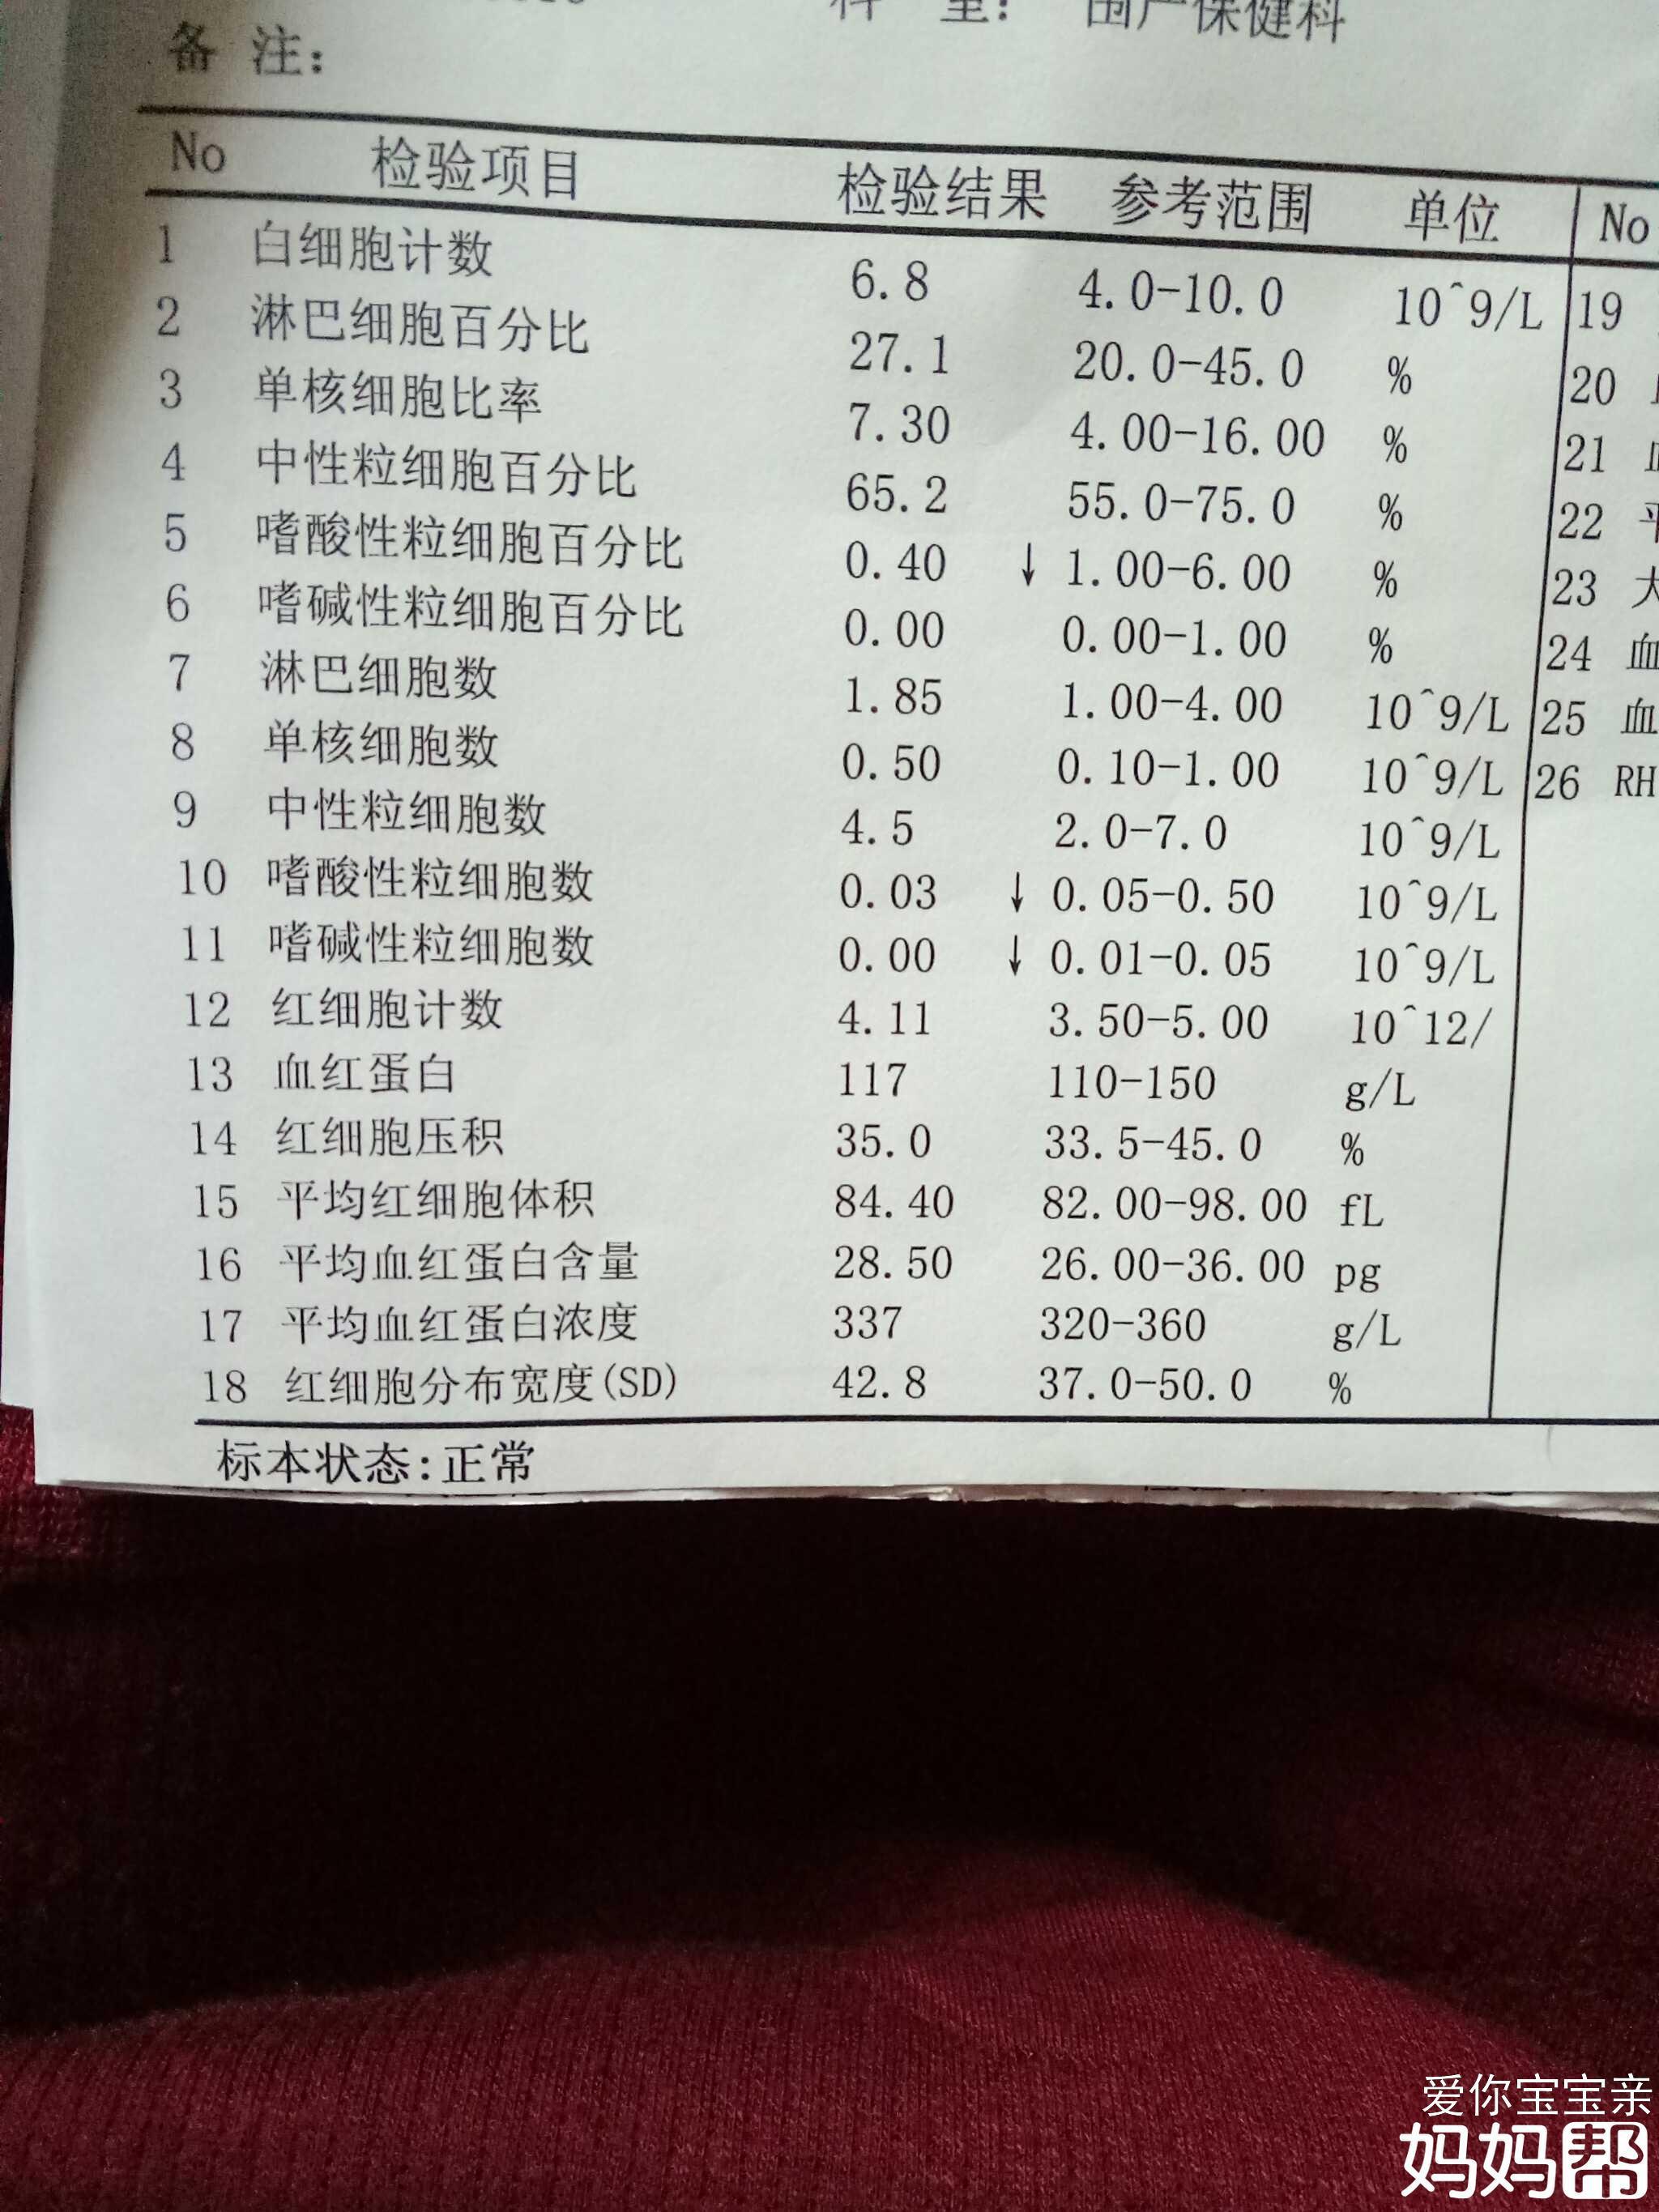 科 室: 围产保健科
备 注:
No 检验项目 检验结果 参考范围 单位 No
1 白细胞计数 6.8 4.0-10.0 10^9/L 19
2 淋巴细胞百分比 27.1 20.0-45.0 % 20
3 单核细胞比率 7.30 4.00-16.00 % 21
4 中性粒细胞百分比 65.2 55.0-75.0 % 22
5 嗜酸性粒细胞百分比 0.40 ↓ 1.00-6.00 % 23 大
6 嗜碱性粒细胞百分比 0.00 0.00-1.00 % 24 血
7 淋巴细胞数 1.85 1.00-4.00 10^9/L 25 血
8 单核细胞数 0.50 0.10-1.00 10^9/L 26 RH
9 中性粒细胞数 4.5 2.0-7.0 10^9/L
10 嗜酸性粒细胞数 0.03 ↓ 0.05-0.50 10^9/L
11 嗜碱性粒细胞数 0.00 ↓ 0.01-0.05 10^9/L
12 红细胞计数 4.11 3.50-5.00 10^12/
13 血红蛋白 117 110-150 g/L
14 红细胞压积 35.0 33.5-45.0 %
15 平均红细胞体积 84.40 82.00-98.00 fL
16 平均血红蛋白含量 28.50 26.00-36.00 pg
17 平均血红蛋白浓度 337 320-360 g/L
18 红细胞分布宽度(SD) 42.8 37.0-50.0 %
标本状态:正常
爱你宝宝亲
妈妈帮